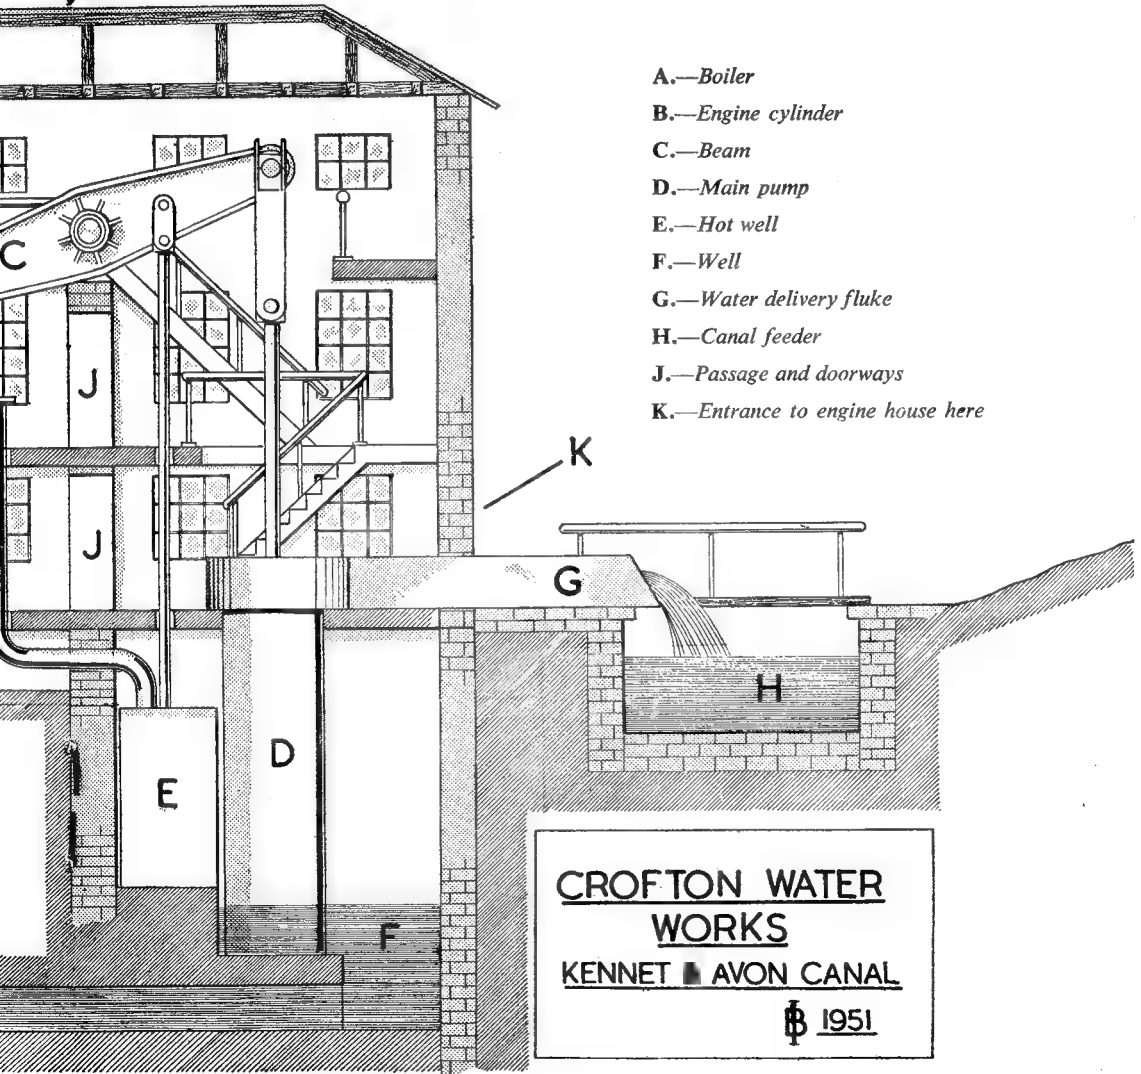 A.—Boiler
B.—Engine cylinder
C.—Beam
D.—Main pump
E.—Hot well
F.—Well
G.—Water delivery fluke
H.—Canal feeder
J.—Passage and doorways
K.—Entrance to engine house here
C
J
K
J
G
H
D
E
F
CROFTON WATER
WORKS
KENNET & AVON CANAL
1951